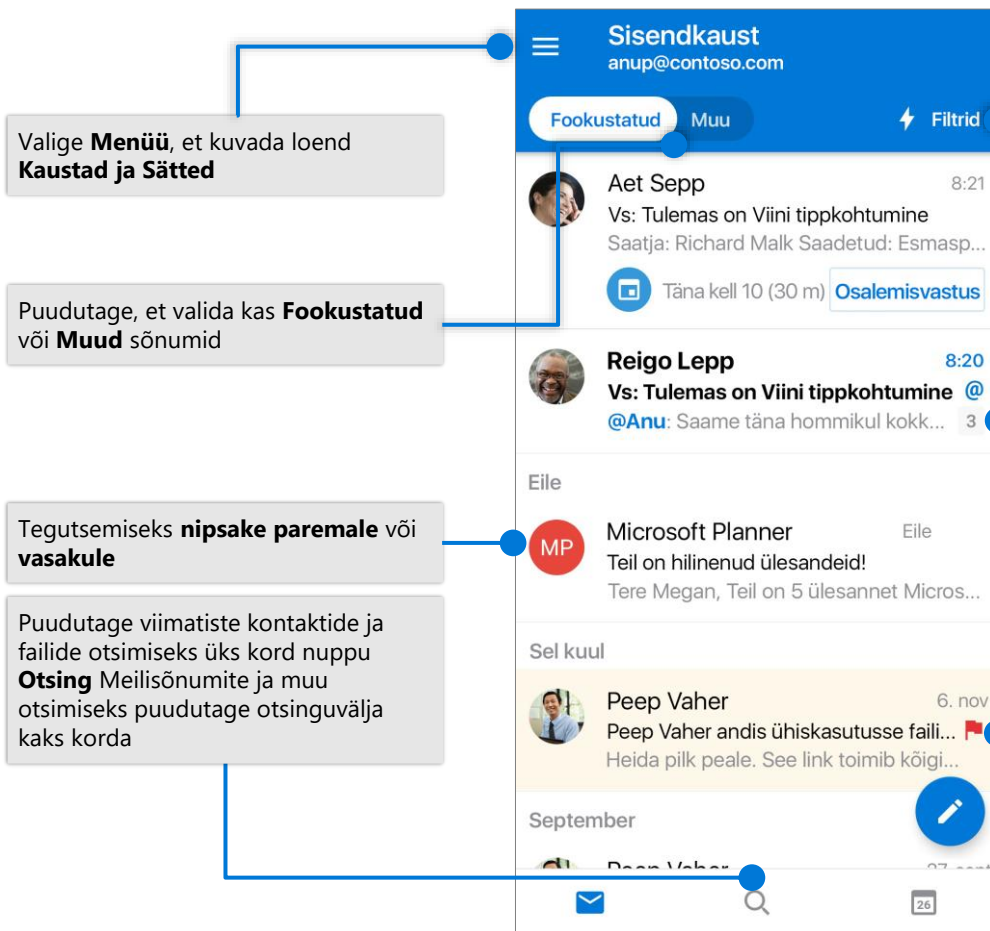 Valige Menüü, et kuvada loend
Kaustad ja Sätted
Puudutage, et valida kas Fookustatud
või Muud sõnumid
Tegutsemiseks nipsake paremale või
vasakule
Puudutage viimatiste kontaktide ja
failide otsimiseks üks kord nuppu
Otsing Meilisõnumite ja muu
otsimiseks puudutage otsinguvälja
kaks korda
Sisendkaust
anup@contoso.com
Fookustatud Muu Filtrid
Aet Sepp 8:21
Vs: Tulemas on Viini tippkohtumine
Saatja: Richard Malk Saadetud: Esmasp...
Täna kell 10 (30 m) Osalemisvastus
Reigo Lepp 8:20
Vs: Tulemas on Viini tippkohtumine @
@Anu: Saame täna hommikul kokk... 3
Eile
MP Microsoft Planner Eile
Teil on hilinenud ülesandeid!
Tere Megan, Teil on 5 ülesannet Micros...
Sel kuul
Peep Vaher 6. nov
Peep Vaher andis ühiskasutusse faili...
Heida pilk peale. See link toimib kõigi...
September
Peep Vaher
26